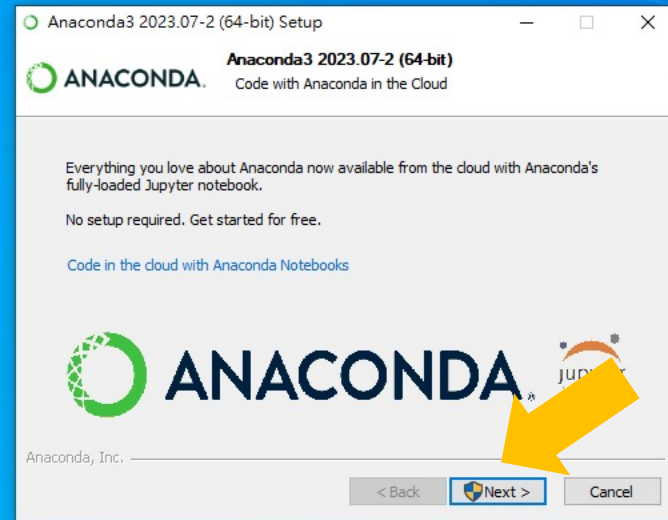 Anaconda3 2023.07-2 (64-bit) Setup
Anaconda3 2023.07-2 (64-bit)
ANACONDA.
Code with Anaconda in the Cloud
Everything you love about Anaconda now available from the cloud with Anaconda's
fully-loaded Jupyter notebook.
No setup required. Get started for free.
Code in the cloud with Anaconda Notebooks
ANACONDA.
Anaconda, Inc.
< Back
Next >
Cancel